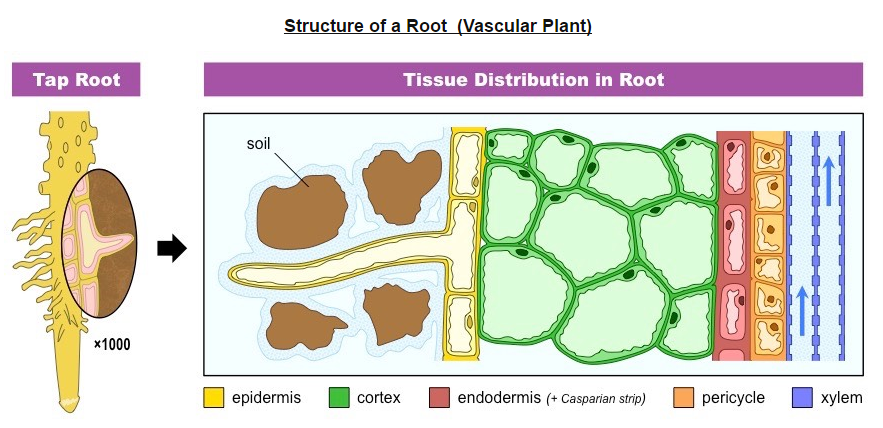 Structure of a Root (Vascular Plant)
Tap Root
Tissue Distribution in Root
soil
×1000
epidermis
cortex
endodermis (+ Casparian strip)
pericycle
xylem